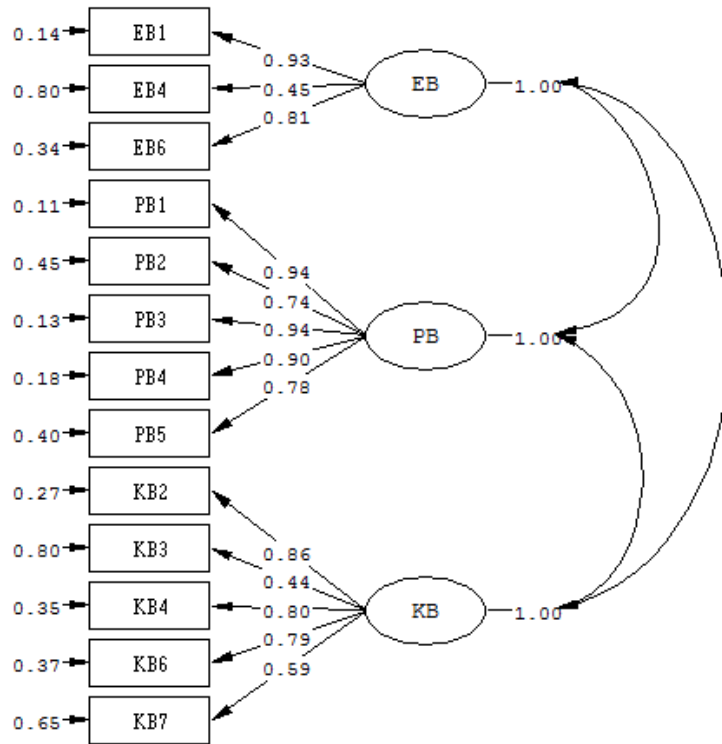 0.14 EB1
0.93
EB 1.00
0.80 EB4
0.45
0.81
0.34 EB6
0.11 PB1
0.94
0.45 PB2
0.74
0.13 PB3
0.94
PB 1.00
0.90
0.18 PB4
0.78
0.40 PB5
0.27 KB2
0.86
0.80 KB3
0.44
0.35 KB4
0.80
KB 1.00
0.79
0.37 KB6
0.59
0.65 KB7